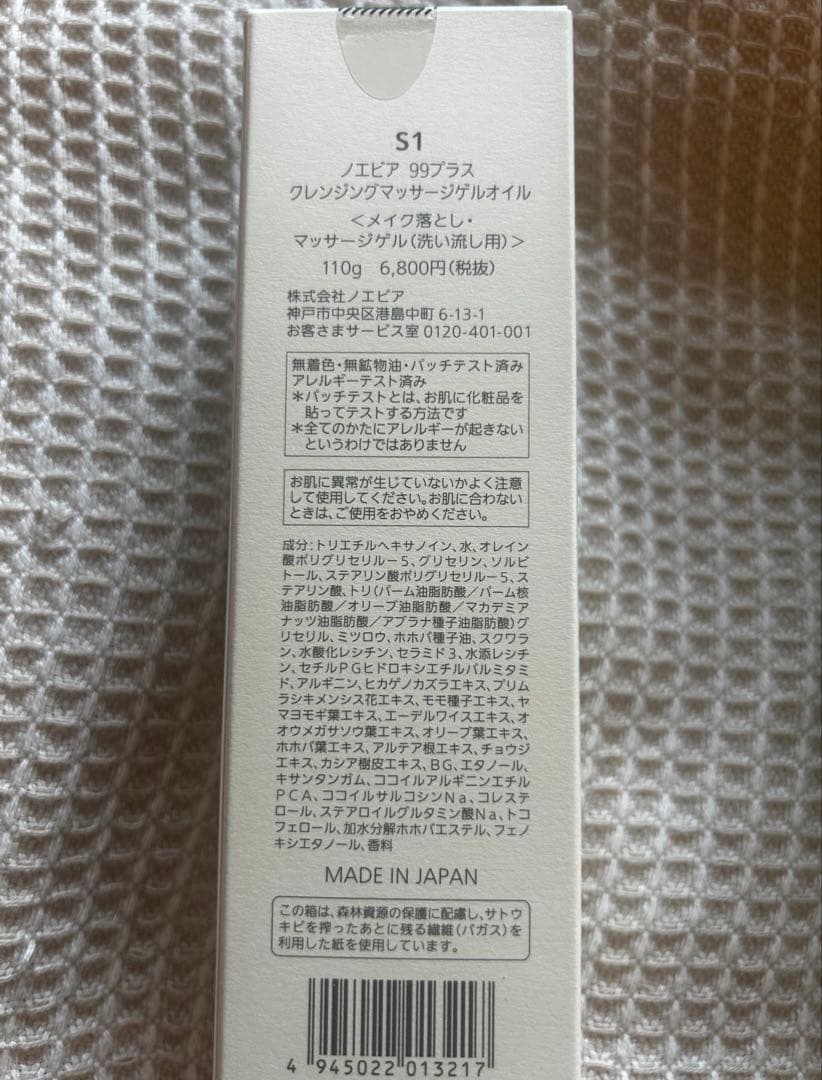 S1
ノエビア 99プラス
クレンジングマッサージゲルオイル
＜メイク落とし・
マッサージゲル（洗い流し用）＞
110g 6,800円（税抜）
株式会社ノエビア
神戸市中央区港島中町 6-13-1
お客さまサービス室 0120-401-001
無着色・無鉱物油・パッチテスト済み
アレルギーテスト済み
＊パッチテストとは、お肌に化粧品を
貼ってテストする方法です
＊全てのかたにアレルギーが起きない
というわけではありません
お肌に異常が生じていないかよく注意
して使用してください。お肌に合わない
ときは、ご使用をおやめください。
成分：トリエチルヘキサノイン、水、オレイン
酸ポリグリセリル－５、グリセリン、ソルビ
トール、ステアリン酸ポリグリセリル－５、ス
テアリン酸、トリ（パーム油脂肪酸／パーム核
油脂肪酸／オリーブ油脂肪酸／マカデミア
ナッツ油脂肪酸／アブラナ種子油脂肪酸）グ
リセリル、ミツロウ、ホホバ種子油、スクワラ
ン、水酸化レシチン、セラミド３、水添レシチ
ン、セチルＰＧヒドロキシエチルパルミタミ
ド、アルギニン、ヒカゲノカズラエキス、プリム
ラシキメンシス花エキス、モモ種子エキス、ヤ
マヨモギ葉エキス、エーデルワイスエキス、オ
オウメガサソウ葉エキス、オリーブ葉エキス、
ホホバ葉エキス、アルテア根エキス、チョウジ
エキス、カシア樹皮エキス、ＢＧ、エタノール、
キサンタンガム、ココイルアルギニンエチル
ＰＣＡ、ココイルサルコシンＮａ、コレステ
ロール、ステアロイルグルタミン酸Ｎａ、トコ
フェロール、加水分解ホホバエステル、フェノ
キシエタノール、香料
MADE IN JAPAN
この箱は、森林資源の保護に配慮し、サトウ
キビを搾ったあとに残る繊維（バガス）を
利用した紙を使用しています。
4 945022 013217